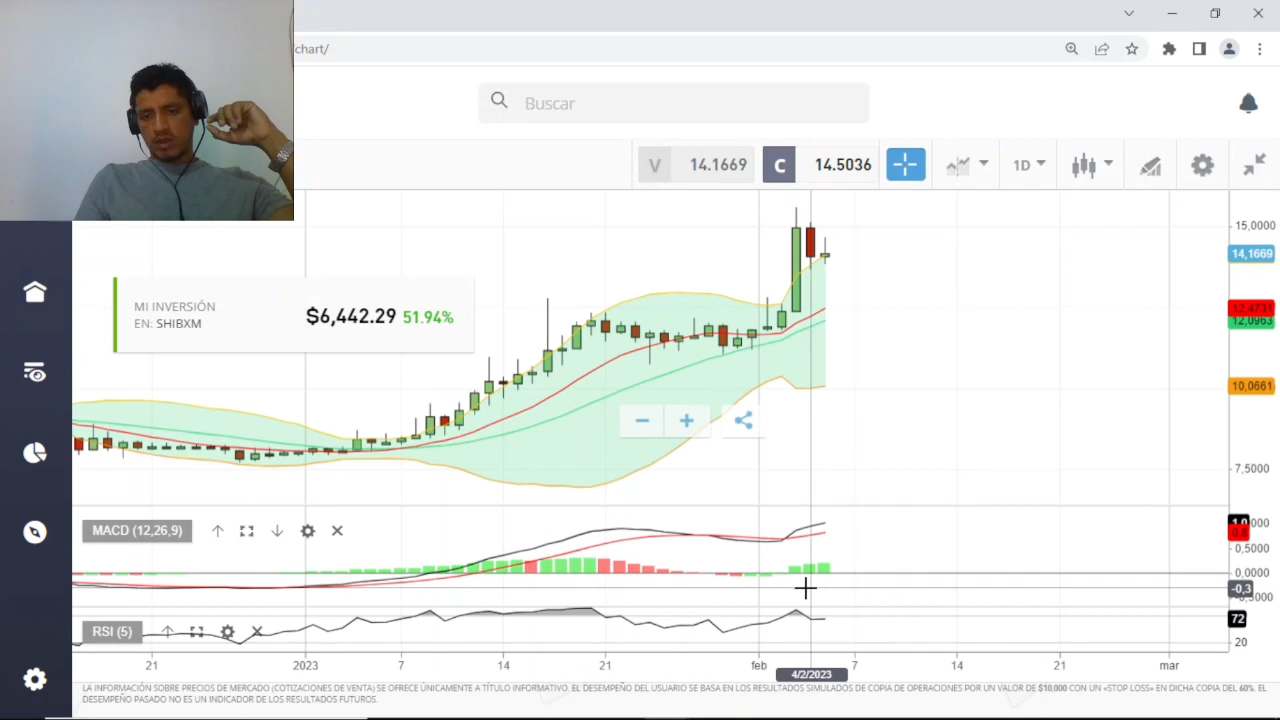 chart/
Buscar
V 14.1669 C 14.5036 1D
15,0000
14,1669
MI INVERSIÓN
EN: SHIBXM
$6,442.29 51.94%
12,0963
10,0661
7,5000
MACD (12,26,9)
0,5000
0,0000
-0,3
RSI (5)
72
20
21 2023 7 14 21 feb 7 14 21 mar
4/2/2023
LA INFORMACIÓN SOBRE PRECIOS DE MERCADO (COTIZACIONES DE VENTA) SE OFRECE ÚNICAMENTE A TÍTULO INFORMATIVO. EL DESEMPEÑO DEL USUARIO SE BASA EN LOS RESULTADOS SIMULADOS DE COPIA DE OPERACIONES POR UN VALOR DE $10,000 CON UN «STOP LOSS» EN DICHA COPIA DEL 60%. EL
DESEMPEÑO PASADO NO ES UN INDICADOR DE LOS RESULTADOS FUTUROS.